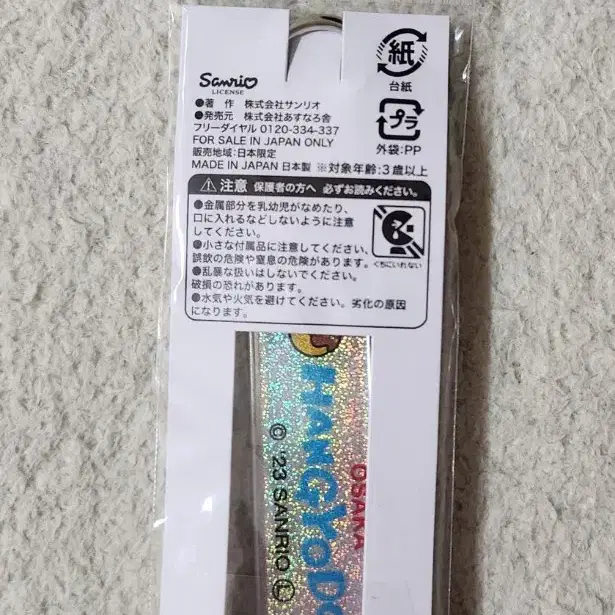 Sanrio
LICENSE
●著 作 株式会社サンリオ
●発売元 株式会社あすなろ舎
フリーダイヤル 0120-334-337
FOR SALE IN JAPAN ONLY
販売地域:日本限定
MADE IN JAPAN 日本製 ※対象年齢:3歳以上
紙
台紙
プラ
外袋:PP
注意 保護者の方へ 必ずお読みください。
●金属部分を乳幼児がなめたり、
口に入れるなどしないように注意
してください。
●小さな付属品に注意してください、
誤飲の危険や窒息の危険があります。
●乱暴な扱いはしないでください。
破損の恐れがあります。
●水気や火気を避けてください。劣化の原因
になります。
くちにいれない
OSAKA
HANGYODO
© '23 SANRIO Ⓛ